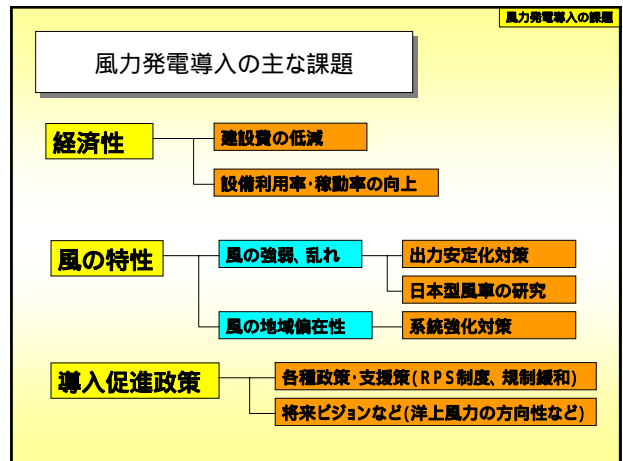 風力発電導入の課題
風力発電導入の主な課題
経済性
建設費の低減
設備利用率･稼動率の向上
風の特性
風の強弱、乱れ
出力安定化対策
日本型風車の研究
風の地域偏在性
系統強化対策
導入促進政策
各種政策･支援策(RPS制度、規制緩和)
将来ビジョンなど(洋上風力の方向性など)